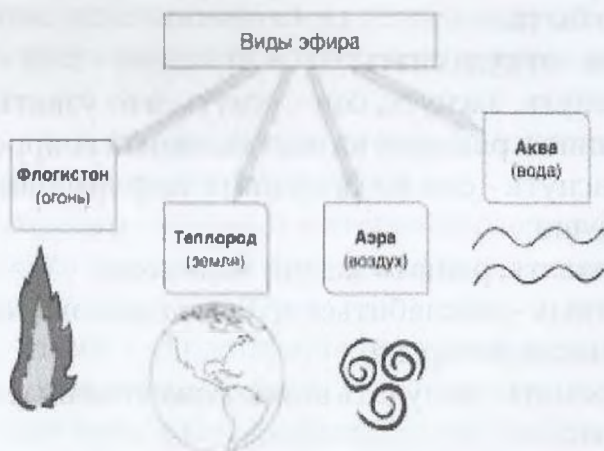 Виды эфира
Флогистон
(огонь)
Теплород
(земля)
Аэра
(воздух)
Аква
(вода)